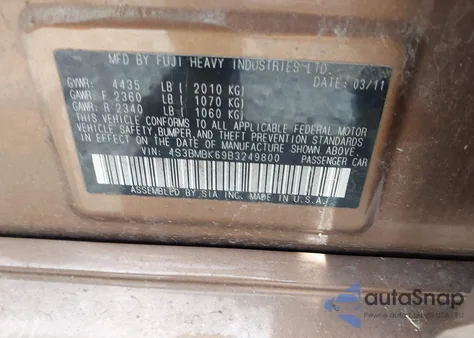 MFD BY FUJI HEAVY INDUSTRIES LTD.
DATE: 03/11
GVWR: 4435 LB ( 2010 KG)
GAWR: F 2360 LB ( 1070 KG)
GAWR: R 2340 LB ( 1060 KG)
THIS VEHICLE CONFORMS TO ALL APPLICABLE FEDERAL MOTOR
VEHICLE SAFETY, BUMPER, AND THEFT PREVENTION STANDARDS
IN EFFECT ON THE DATE OF MANUFACTURE SHOWN ABOVE.
VIN: 4S3BMBK69B3249800 PASSENGER CAR
ASSEMBLED BY SIA INC. MADE IN U.S.A.
autoSnap